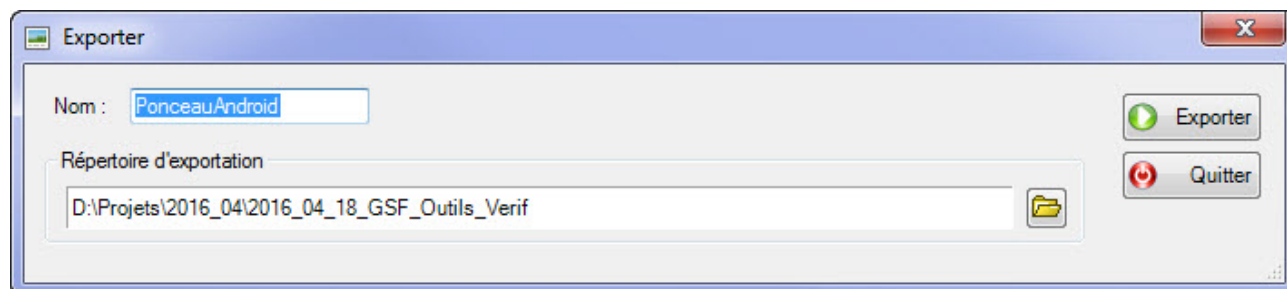 Exporter
Nom : PonceauAndroid
Exporter
Répertoire d'exportation
Quitter
D:\Projets\2016_04\2016_04_18_GSF_Outils_Verif